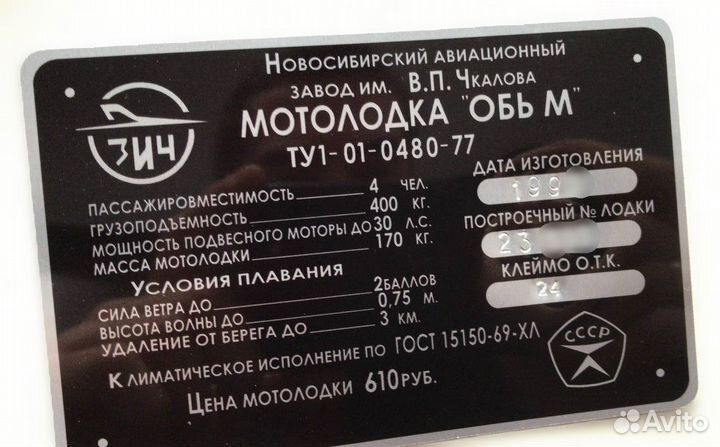 Новосибирский авиационный
завод им. В.П. Чкалова
МОТОЛОДКА "ОБЬ М"
ТУ1-01-0480-77
ЗИЧ
ПАССАЖИРОВМЕСТИМОСТЬ 4 ЧЕЛ.
ГРУЗОПОДЪЕМНОСТЬ 400 КГ.
МОЩНОСТЬ ПОДВЕСНОГО МОТОРЫ ДО 30 Л.С.
МАССА МОТОЛОДКИ 170 КГ.
Условия плавания
СИЛА ВЕТРА ДО 2БАЛЛОВ
ВЫСОТА ВОЛНЫ ДО 0,75 М.
УДАЛЕНИЕ ОТ БЕРЕГА ДО 3 КМ.
Климатическое исполнение по ГОСТ 15150-69-ХЛ
Цена мотолодки 610 РУБ.
ДАТА ИЗГОТОВЛЕНИЯ
199
ПОСТРОЕЧНЫЙ № ЛОДКИ
23
КЛЕЙМО О.Т.К.
24
СССР
Avito